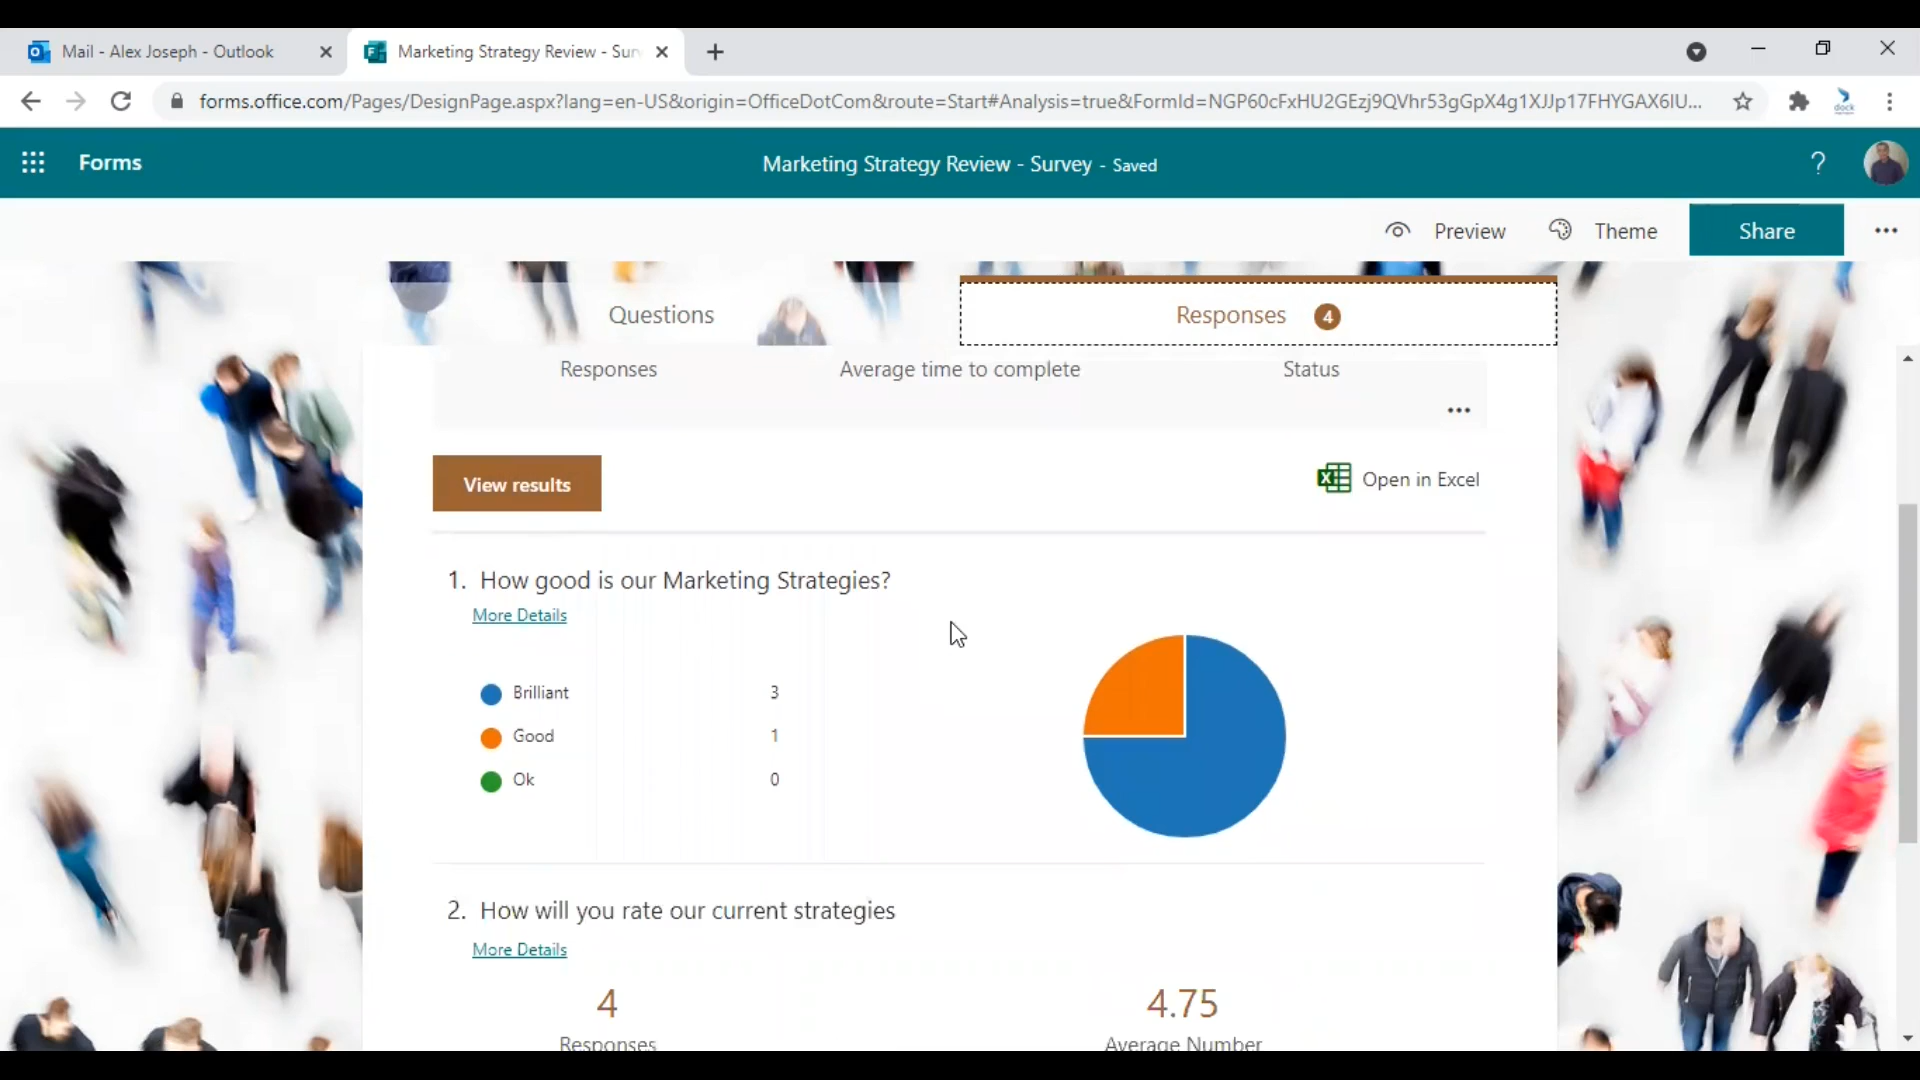 Mail - Alex Joseph - Outlook
Marketing Strategy Review - Sur
forms.office.com/Pages/DesignPage.aspx?lang=en-US&origin=OfficeDotCom&route=Start#Analysis=true&FormId=NGP60cFxHU2GEzj9QVhr53gGpX4g1XJJp17FHYGAX6lU...
dock
Forms
Marketing Strategy Review - Survey - Saved
?
Preview
Theme
Share
Questions
Responses 4
Responses
Average time to complete
Status
View results
Open in Excel
1. How good is our Marketing Strategies?
More Details
Brilliant 3
Good 1
Ok 0
2. How will you rate our current strategies
More Details
4
4.75
Responses
Average Number